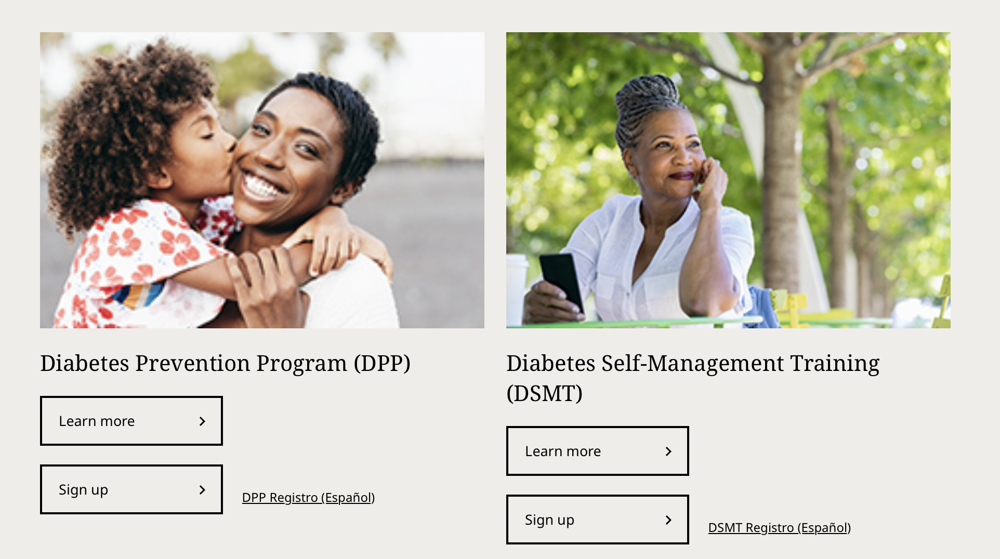 Diabetes Prevention Program (DPP)
Learn more
Sign up
DPP Registro (Español)
Diabetes Self-Management Training
(DSMT)
Learn more
Sign up
DSMT Registro (Español)